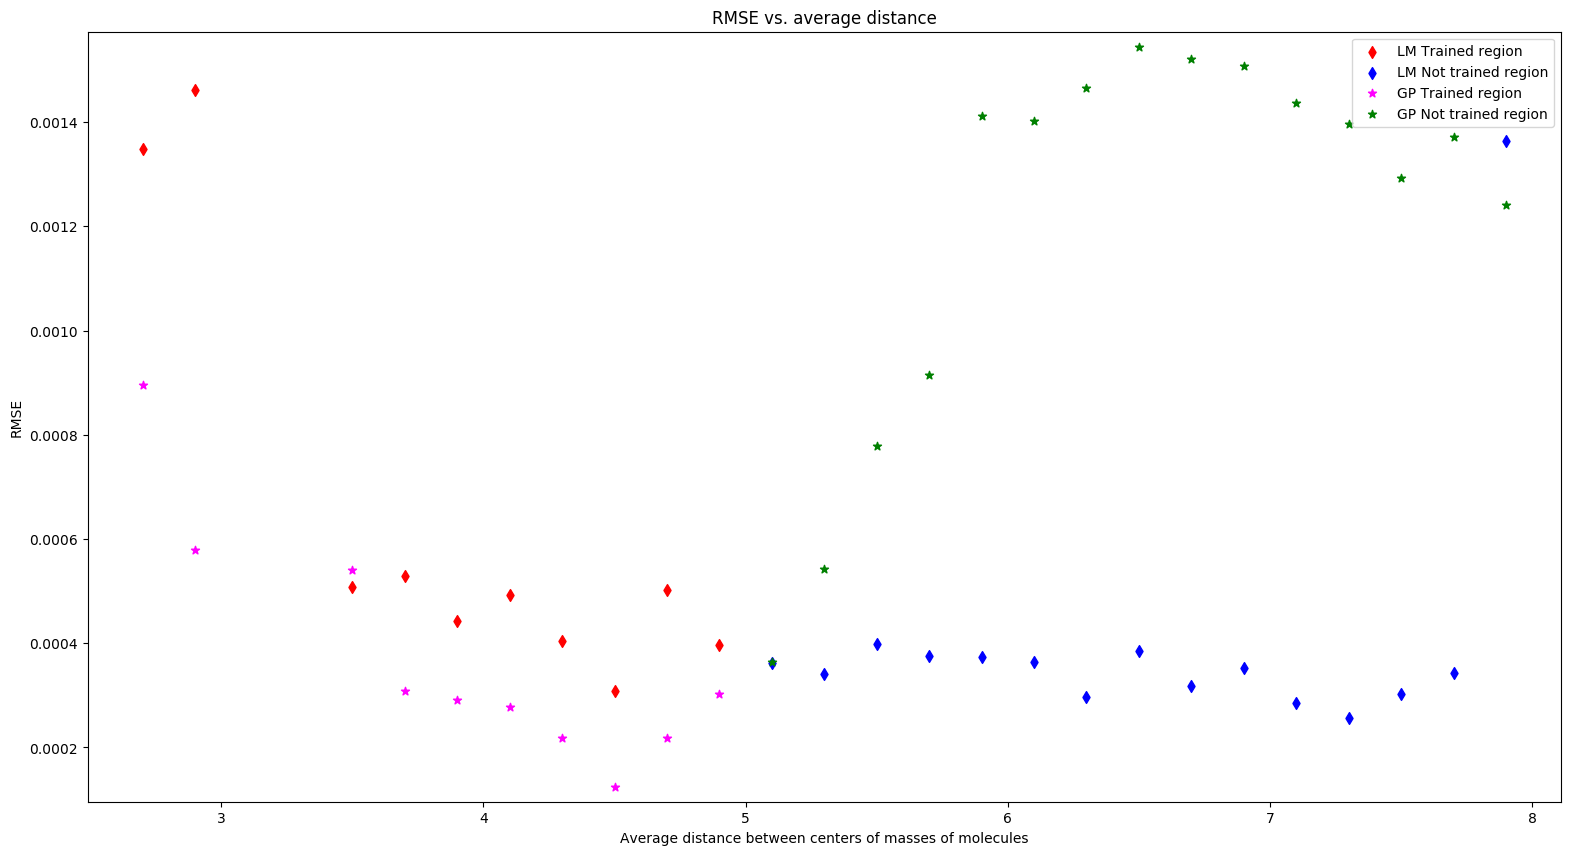 RMSE vs. average distance
LM Trained region
LM Not trained region
GP Trained region
GP Not trained region
0.0014
0.0012
0.0010
0.0008
0.0006
0.0004
0.0002
RMSE
3 4 5 6 7 8
Average distance between centers of masses of molecules